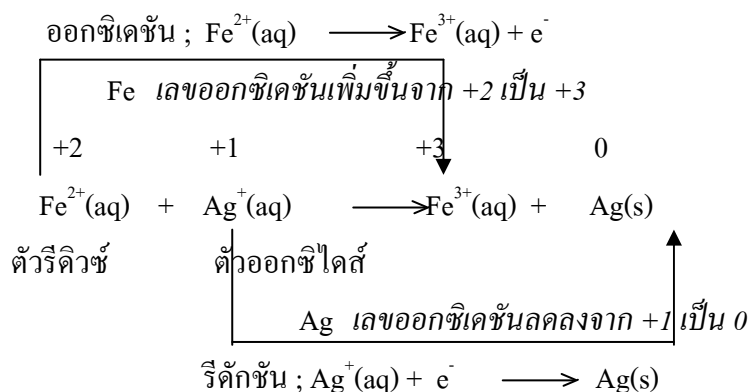 ออกซิเดชัน ; Fe²⁺(aq) ⟶ Fe³⁺(aq) + e⁻
Fe เลขออกซิเดชันเพิ่มขึ้นจาก +2 เป็น +3
+2 +1 +3 0
Fe²⁺(aq) + Ag⁺(aq) ⟶ Fe³⁺(aq) + Ag(s)
ตัวรีดิวซ์ ตัวออกซิไดส์
Ag เลขออกซิเดชันลดลงจาก +1 เป็น 0
รีดักชัน ; Ag⁺(aq) + e⁻ ⟶ Ag(s)